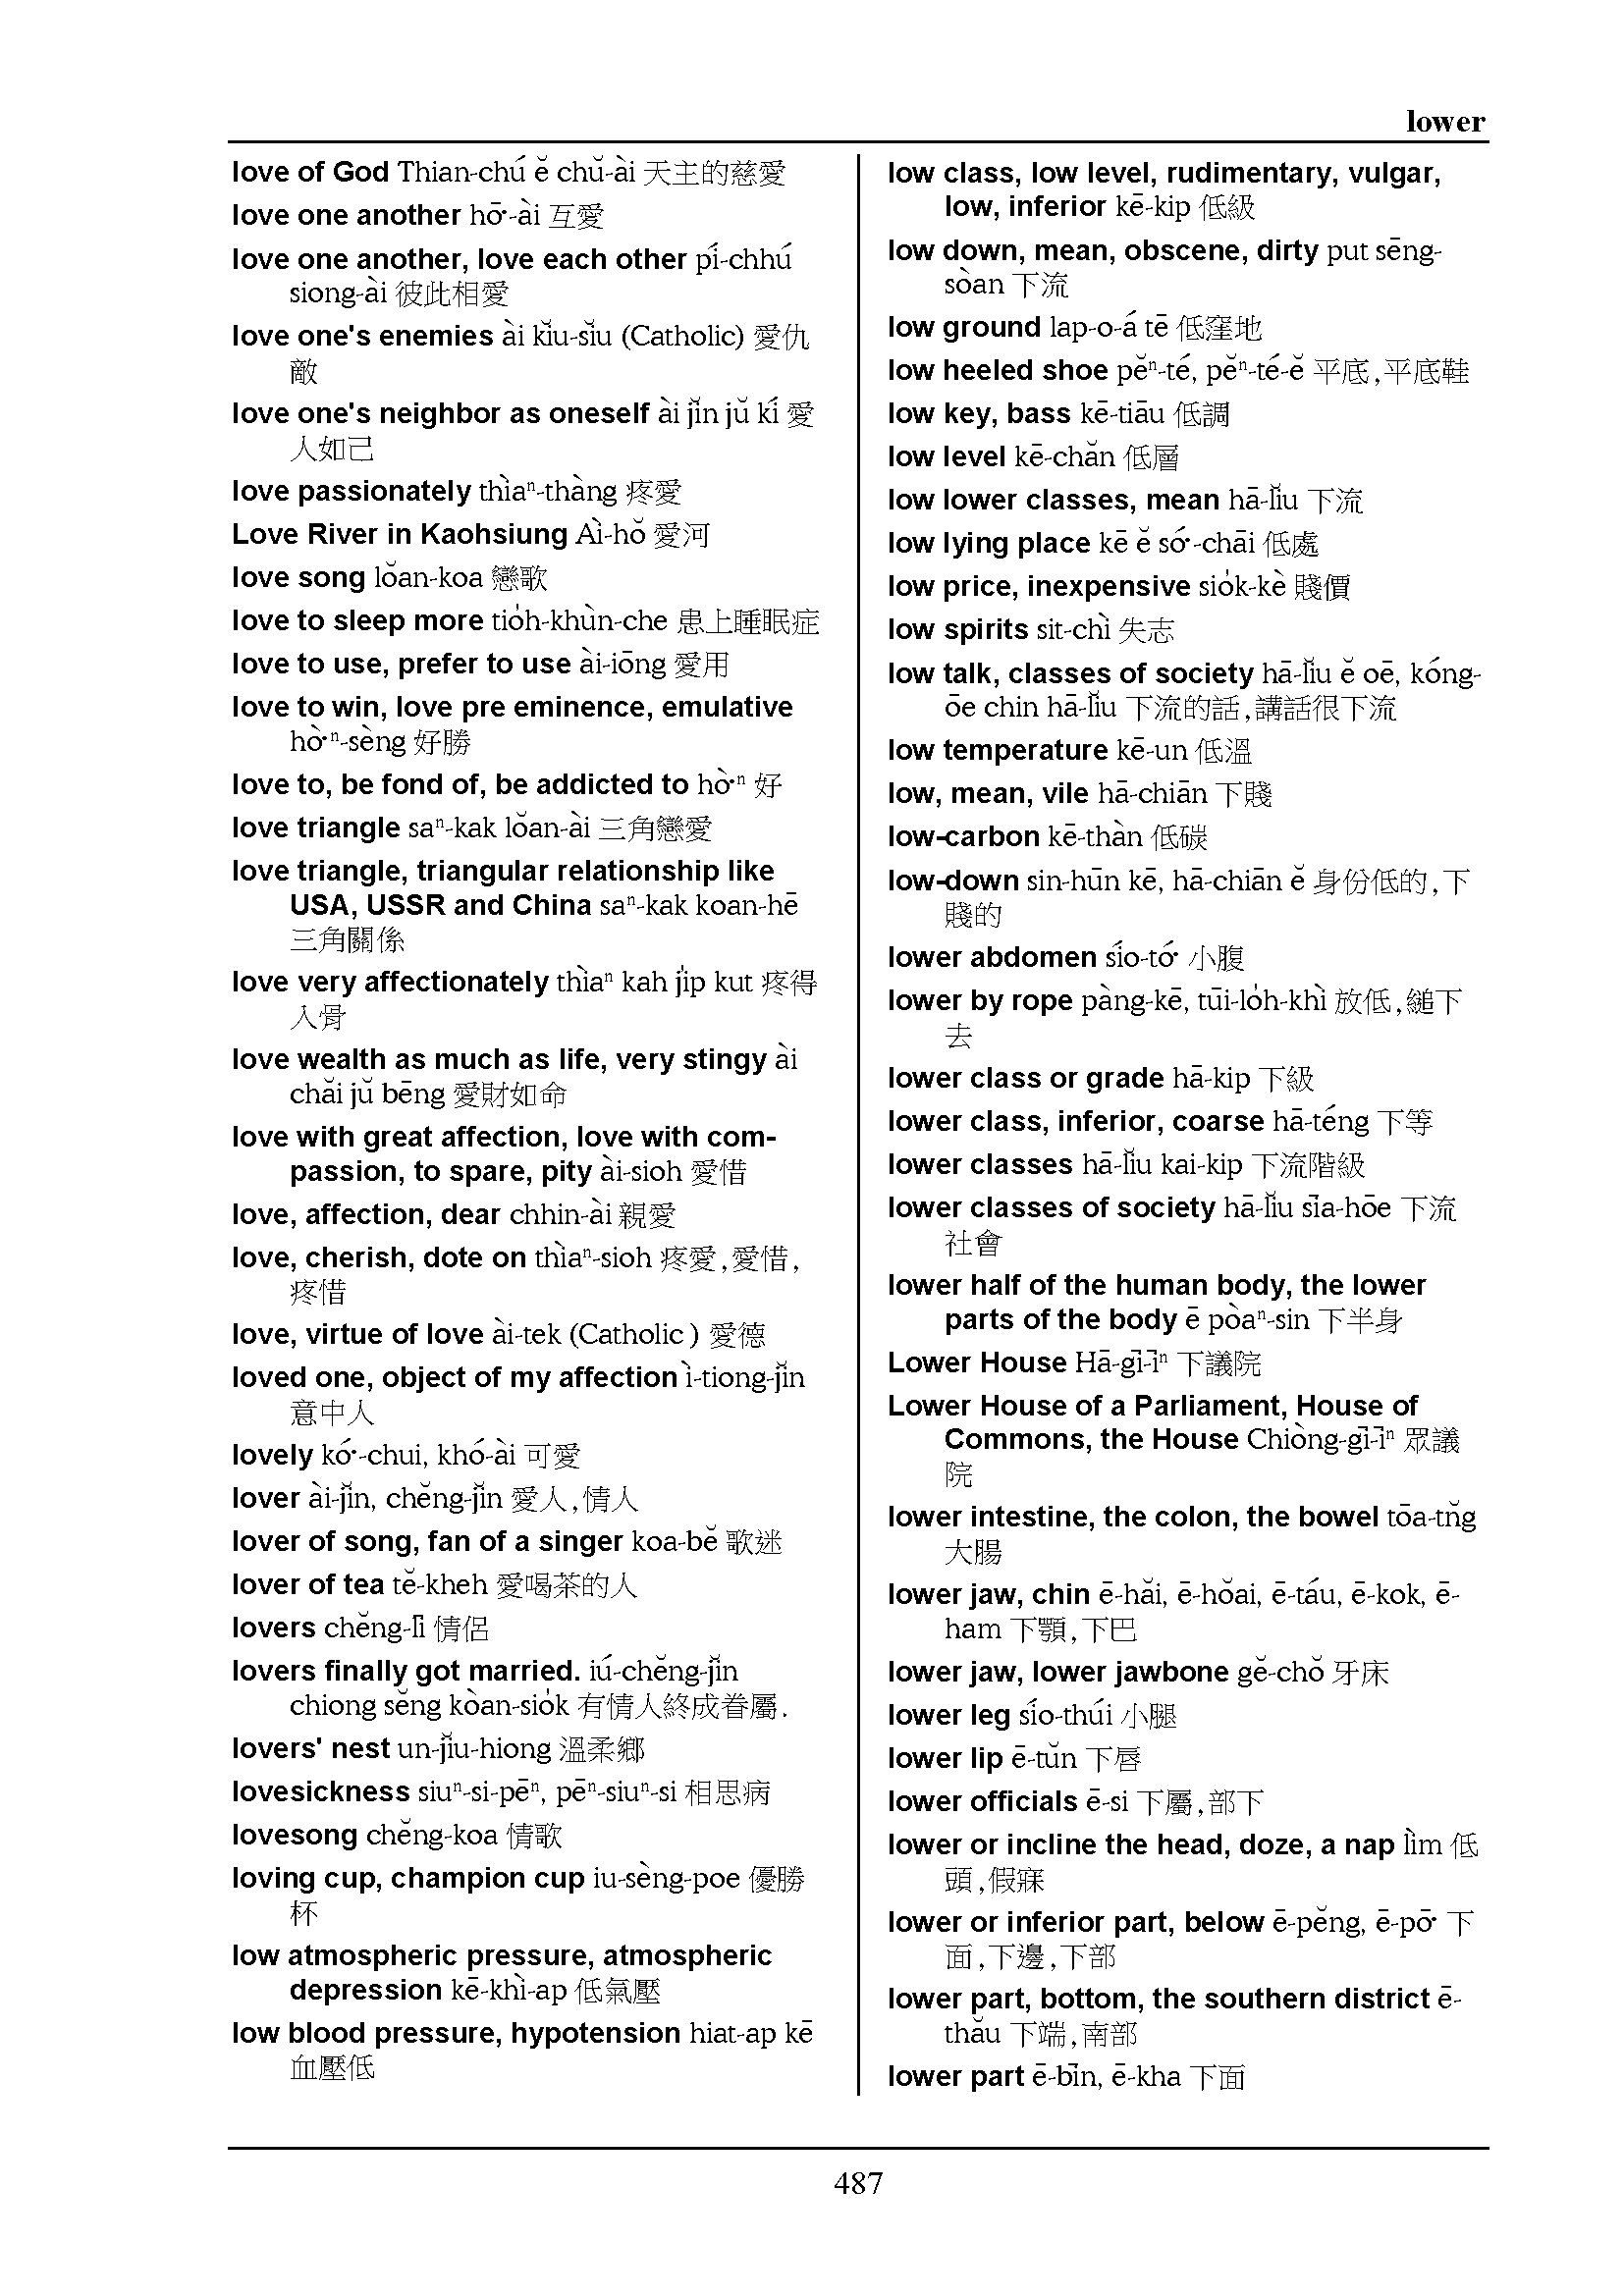 lower
love of God Thian-chú ĕ chŭ-ài 天主的慈愛
love one another hō͘-ài 互愛
love one another, love each other pí-chhú
siong-ài 彼此相愛
love one's enemies ài kĭu-sĭu (Catholic) 愛仇
敵
love one's neighbor as oneself ài jĭn jŭ kí 愛
人如己
love passionately thìaⁿ-thàng 疼愛
Love River in Kaohsiung Aì-hŏ 愛河
love song lŏan-koa 戀歌
love to sleep more tio̍h-khùn-che 患上睡眠症
love to use, prefer to use ài-iōng 愛用
love to win, love pre eminence, emulative
hò͘ⁿ-sèng 好勝
love to, be fond of, be addicted to hò͘ⁿ 好
love triangle saⁿ-kak lŏan-ài 三角戀愛
love triangle, triangular relationship like
USA, USSR and China saⁿ-kak koan-hē
三角關係
love very affectionately thìaⁿ kah ji̍p kut 疼得
入骨
love wealth as much as life, very stingy ài
chăi jŭ bēng 愛財如命
love with great affection, love with com-
passion, to spare, pity ài-sioh 愛惜
love, affection, dear chhin-ài 親愛
love, cherish, dote on thìaⁿ-sioh 疼愛,愛惜,
疼惜
love, virtue of love ài-tek (Catholic ) 愛德
loved one, object of my affection ì-tiong-jĭn
意中人
lovely kó͘-chui, khó-ài 可愛
lover ài-jĭn, chĕng-jĭn 愛人,情人
lover of song, fan of a singer koa-bĕ 歌迷
lover of tea tĕ-kheh 愛喝茶的人
lovers chĕng-lī 情侶
lovers finally got married. iú-chĕng-jĭn
chiong sĕng kòan-sio̍k 有情人終成眷屬.
lovers' nest un-jĭu-hiong 溫柔鄉
lovesickness siuⁿ-si-pēⁿ, pēⁿ-siuⁿ-si 相思病
lovesong chĕng-koa 情歌
loving cup, champion cup iu-sèng-poe 優勝
杯
low atmospheric pressure, atmospheric
depression kē-khì-ap 低氣壓
low blood pressure, hypotension hiat-ap kē
血壓低
low class, low level, rudimentary, vulgar,
low, inferior kē-kip 低級
low down, mean, obscene, dirty put sēng-
sòan 下流
low ground lap-o-á tē 低窪地
low heeled shoe pĕⁿ-té, pĕⁿ-té-ĕ 平底,平底鞋
low key, bass kē-tiāu 低調
low level kē-chăn 低層
low lower classes, mean hā-lĭu 下流
low lying place kē ĕ só͘-chāi 低處
low price, inexpensive sio̍k-kè 賤價
low spirits sit-chì 失志
low talk, classes of society hā-lĭu ĕ oē, kóng-
ōe chin hā-lĭu 下流的話,講話很下流
low temperature kē-un 低溫
low, mean, vile hā-chiān 下賤
low-carbon kē-thàn 低碳
low-down sin-hūn kē, hā-chiān ĕ 身份低的,下
賤的
lower abdomen sío-tó͘ 小腹
lower by rope pàng-kē, tūi-lo̍h-khì 放低,縋下
去
lower class or grade hā-kip 下級
lower class, inferior, coarse hā-téng 下等
lower classes hā-lĭu kai-kip 下流階級
lower classes of society hā-lĭu sīa-hōe 下流
社會
lower half of the human body, the lower
parts of the body ē pòaⁿ-sin 下半身
Lower House Hā-gī-īⁿ 下議院
Lower House of a Parliament, House of
Commons, the House Chiòng-gī-īⁿ 眾議
院
lower intestine, the colon, the bowel tōa-tn̆g
大腸
lower jaw, chin ē-hăi, ē-hŏai, ē-táu, ē-kok, ē-
ham 下顎,下巴
lower jaw, lower jawbone gĕ-chŏ 牙床
lower leg sío-thúi 小腿
lower lip ē-tŭn 下唇
lower officials ē-si 下屬,部下
lower or incline the head, doze, a nap lìm 低
頭,假寐
lower or inferior part, below ē-pĕng, ē-pō͘ 下
面,下邊,下部
lower part, bottom, the southern district ē-
thău 下端,南部
lower part ē-bīn, ē-kha 下面
487